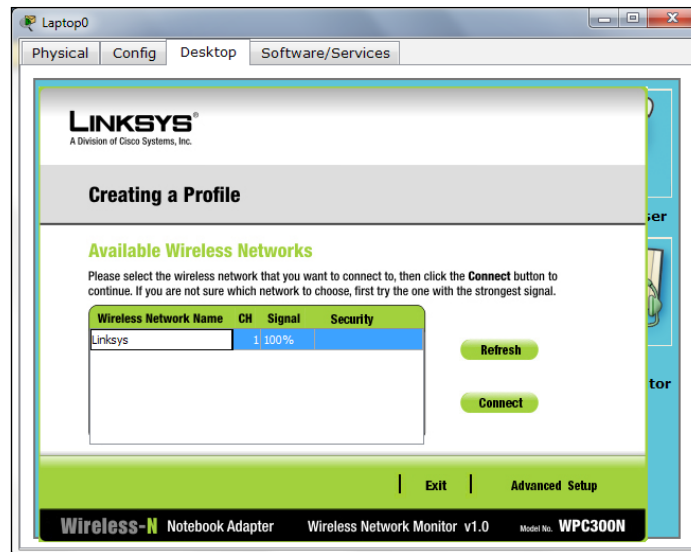 Laptop0
Physical Config Desktop Software/Services
LINKSYS®
A Division of Cisco Systems, Inc.
Creating a Profile
ser
Available Wireless Networks
Please select the wireless network that you want to connect to, then click the Connect button to
continue. If you are not sure which network to choose, first try the one with the strongest signal.
Wireless Network Name CH Signal Security
Linksys 1 100%
Refresh
tor
Connect
Exit Advanced Setup
Wireless-N Notebook Adapter Wireless Network Monitor v1.0 Model No. WPC300N